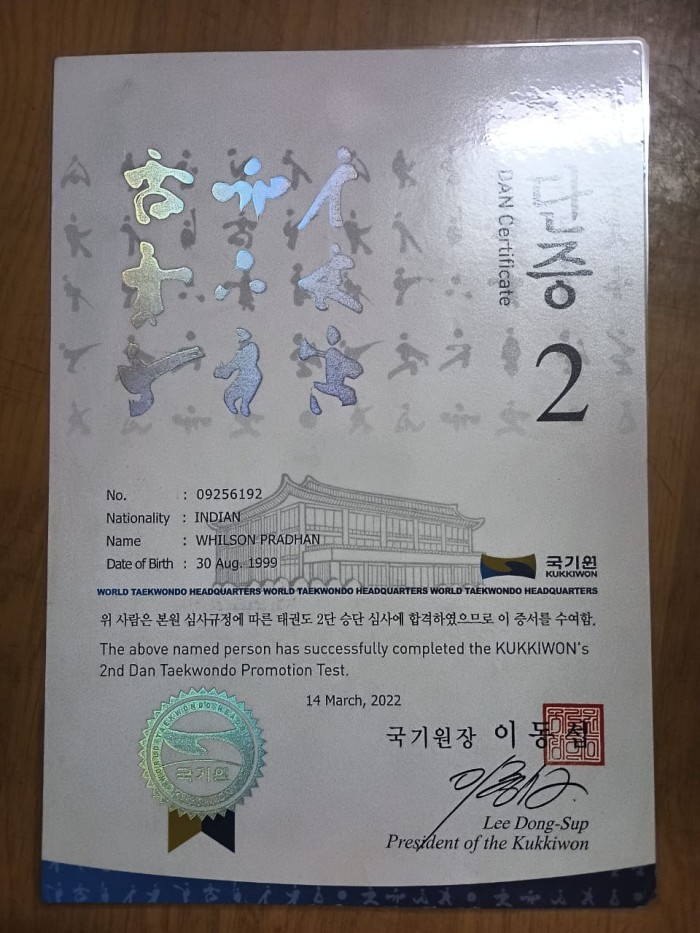 단증
DAN Certificate
2
No. : 09256192
Nationality : INDIAN
Name : WHILSON PRADHAN
Date of Birth : 30 Aug. 1999
국기원
KUKKIWON
WORLD TAEKWONDO HEADQUARTERS WORLD TAEKWONDO HEADQUARTERS WORLD TAEKWONDO HEADQUARTERS
위 사람은 본원 심사규정에 따른 태권도 2단 승단 심사에 합격하였으므로 이 증서를 수여함.
The above named person has successfully completed the KUKKIWON's
2nd Dan Taekwondo Promotion Test.
14 March, 2022
국기원장 이동섭
Lee Dong-Sup
President of the Kukkiwon
국기원